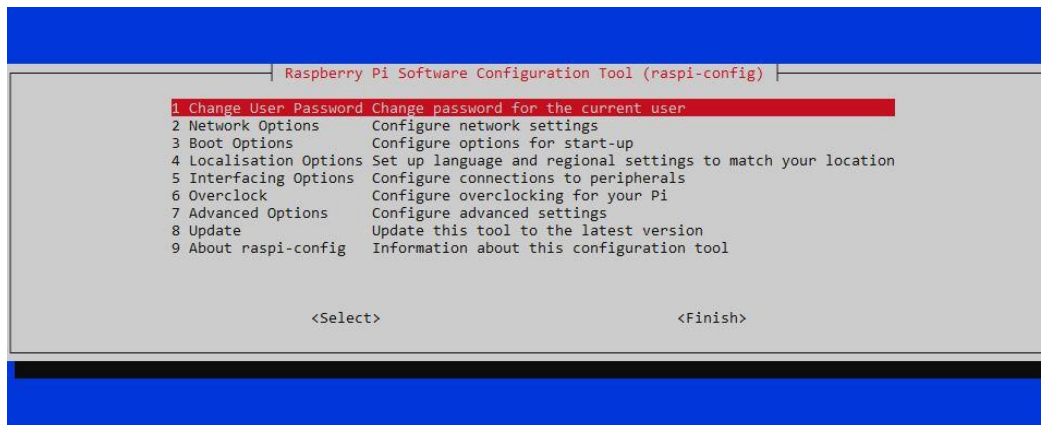 Raspberry Pi Software Configuration Tool (raspi-config)
1 Change User Password Change password for the current user
2 Network Options Configure network settings
3 Boot Options Configure options for start-up
4 Localisation Options Set up language and regional settings to match your location
5 Interfacing Options Configure connections to peripherals
6 Overclock Configure overclocking for your Pi
7 Advanced Options Configure advanced settings
8 Update Update this tool to the latest version
9 About raspi-config Information about this configuration tool
<Select> <Finish>